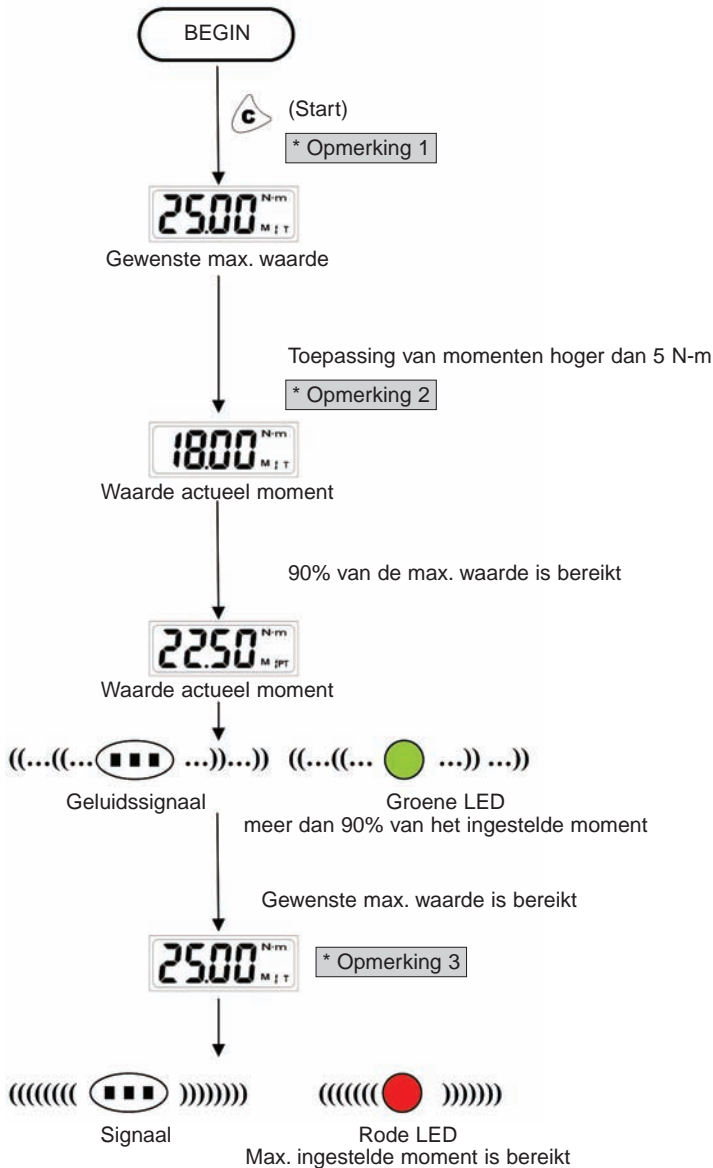 BEGIN
C (Start)
* Opmerking 1
25.00 N-m
M T
Gewenste max. waarde
Toepassing van momenten hoger dan 5 N-m
* Opmerking 2
18.00 N-m
M T
Waarde actueel moment
90% van de max. waarde is bereikt
22.50 N-m
M PT
Waarde actueel moment
((...((... ...))...)) ((...((... ...)) ...))
Geluidssignaal Groene LED
meer dan 90% van het ingestelde moment
Gewenste max. waarde is bereikt
25.00 N-m
M T
* Opmerking 3
(((((((( )))))))) ((((((( )))))))
Signaal Rode LED
Max. ingestelde moment is bereikt